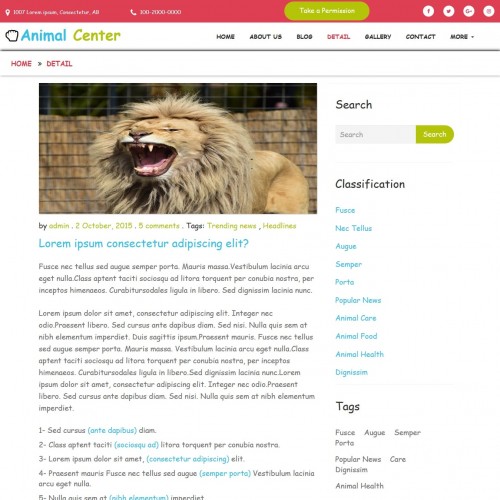 1007 Lorem ipsum, Consectetur, AB
100-2000-0000
Take a Permission
Animal Center
HOME ABOUT US BLOG DETAIL GALLERY CONTACT MORE
HOME » DETAIL
by admin . 2 October, 2015 . 5 comments . Tags: Trending news , Headlines
Lorem ipsum consectetur adipiscing elit?
Fusce nec tellus sed augue semper porta. Mauris massa.Vestibulum lacinia arcu
eget nulla.Class aptent taciti sociosqu ad litora torquent per conubia nostra, per
inceptos himenaeos. Curabitursodales ligula in libero. Sed dignissim lacinia nunc.
Lorem ipsum dolor sit amet, consectetur adipiscing elit. Integer nec
odio.Praesent libero. Sed cursus ante dapibus diam. Sed nisi. Nulla quis sem at
nibh elementum imperdiet. Duis sagittis ipsum.Praesent mauris. Fusce nec tellus
sed augue semper porta. Mauris massa. Vestibulum lacinia arcu eget nulla.Class
aptent taciti sociosqu ad litora torquent per conubia nostra, per inceptos
himenaeos. Curabitursodales ligula in libero.Sed dignissim lacinia nunc.Lorem
ipsum dolor sit amet, consectetur adipiscing elit. Integer nec odio.Praesent
libero. Sed cursus ante dapibus diam. Sed nisi. Nulla quis sem at nibh elementum
imperdiet.
1- Sed cursus (ante dapibus) diam.
2- Class aptent taciti (sociosqu ad) litora torquent per conubia nostra.
3- Lorem ipsum dolor sit amet, (consectetur adipiscing) elit.
4- Praesent mauris Fusce nec tellus sed augue (semper porta) Vestibulum lacinia
arcu eget nulla.
5- Nulla quis sem at (nibh elementum) imperdiet.
Search
Search Search
Classification
Fusce
Nec Tellus
Augue
Semper
Porta
Popular News
Animal Care
Animal Food
Animal Health
Dignissim
Tags
Fusce Augue Semper
Porta
Popular News Care
Dignissim
Animal Health